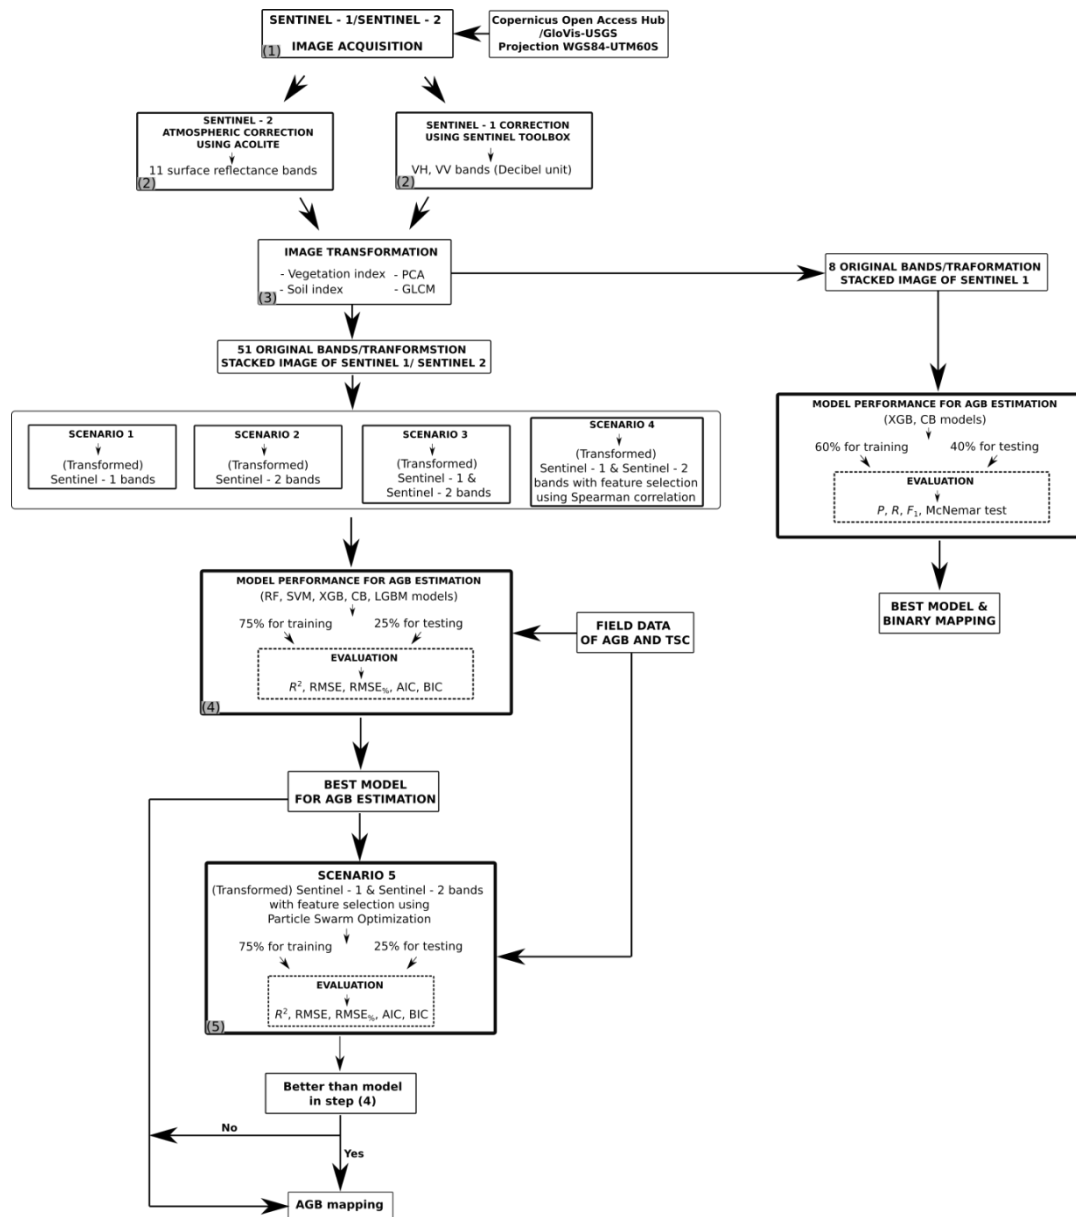 SENTINEL - 1/SENTINEL - 2
IMAGE ACQUISITION
(1)
Copernicus Open Access Hub
/GloVis-USGS
Projection WGS84-UTM60S
SENTINEL - 2
ATMOSPHERIC CORRECTION
USING ACOLITE
11 surface reflectance bands
(2)
SENTINEL - 1 CORRECTION
USING SENTINEL TOOLBOX
VH, VV bands (Decibel unit)
(2)
IMAGE TRANSFORMATION
- Vegetation index - PCA
- Soil index - GLCM
(3)
8 ORIGINAL BANDS/TRAFORMATION
STACKED IMAGE OF SENTINEL 1
51 ORIGINAL BANDS/TRANFORMSTION
STACKED IMAGE OF SENTINEL 1/ SENTINEL 2
SCENARIO 1
(Transformed)
Sentinel - 1 bands
SCENARIO 2
(Transformed)
Sentinel - 2 bands
SCENARIO 3
(Transformed)
Sentinel - 1 &
Sentinel - 2 bands
SCENARIO 4
(Transformed)
Sentinel - 1 & Sentinel - 2
bands with feature selection
using Spearman correlation
MODEL PERFORMANCE FOR AGB ESTIMATION
(XGB, CB models)
60% for training 40% for testing
EVALUATION
P, R, F1, McNemar test
BEST MODEL &
BINARY MAPPING
MODEL PERFORMANCE FOR AGB ESTIMATION
(RF, SVM, XGB, CB, LGBM models)
75% for training 25% for testing
EVALUATION
R², RMSE, RMSE%, AIC, BIC
(4)
FIELD DATA
OF AGB AND TSC
BEST MODEL
FOR AGB ESTIMATION
SCENARIO 5
(Transformed) Sentinel - 1 & Sentinel - 2 bands
with feature selection using
Particle Swarm Optimization
75% for training 25% for testing
EVALUATION
R², RMSE, RMSE%, AIC, BIC
(5)
Better than model
in step (4)
No
Yes
AGB mapping